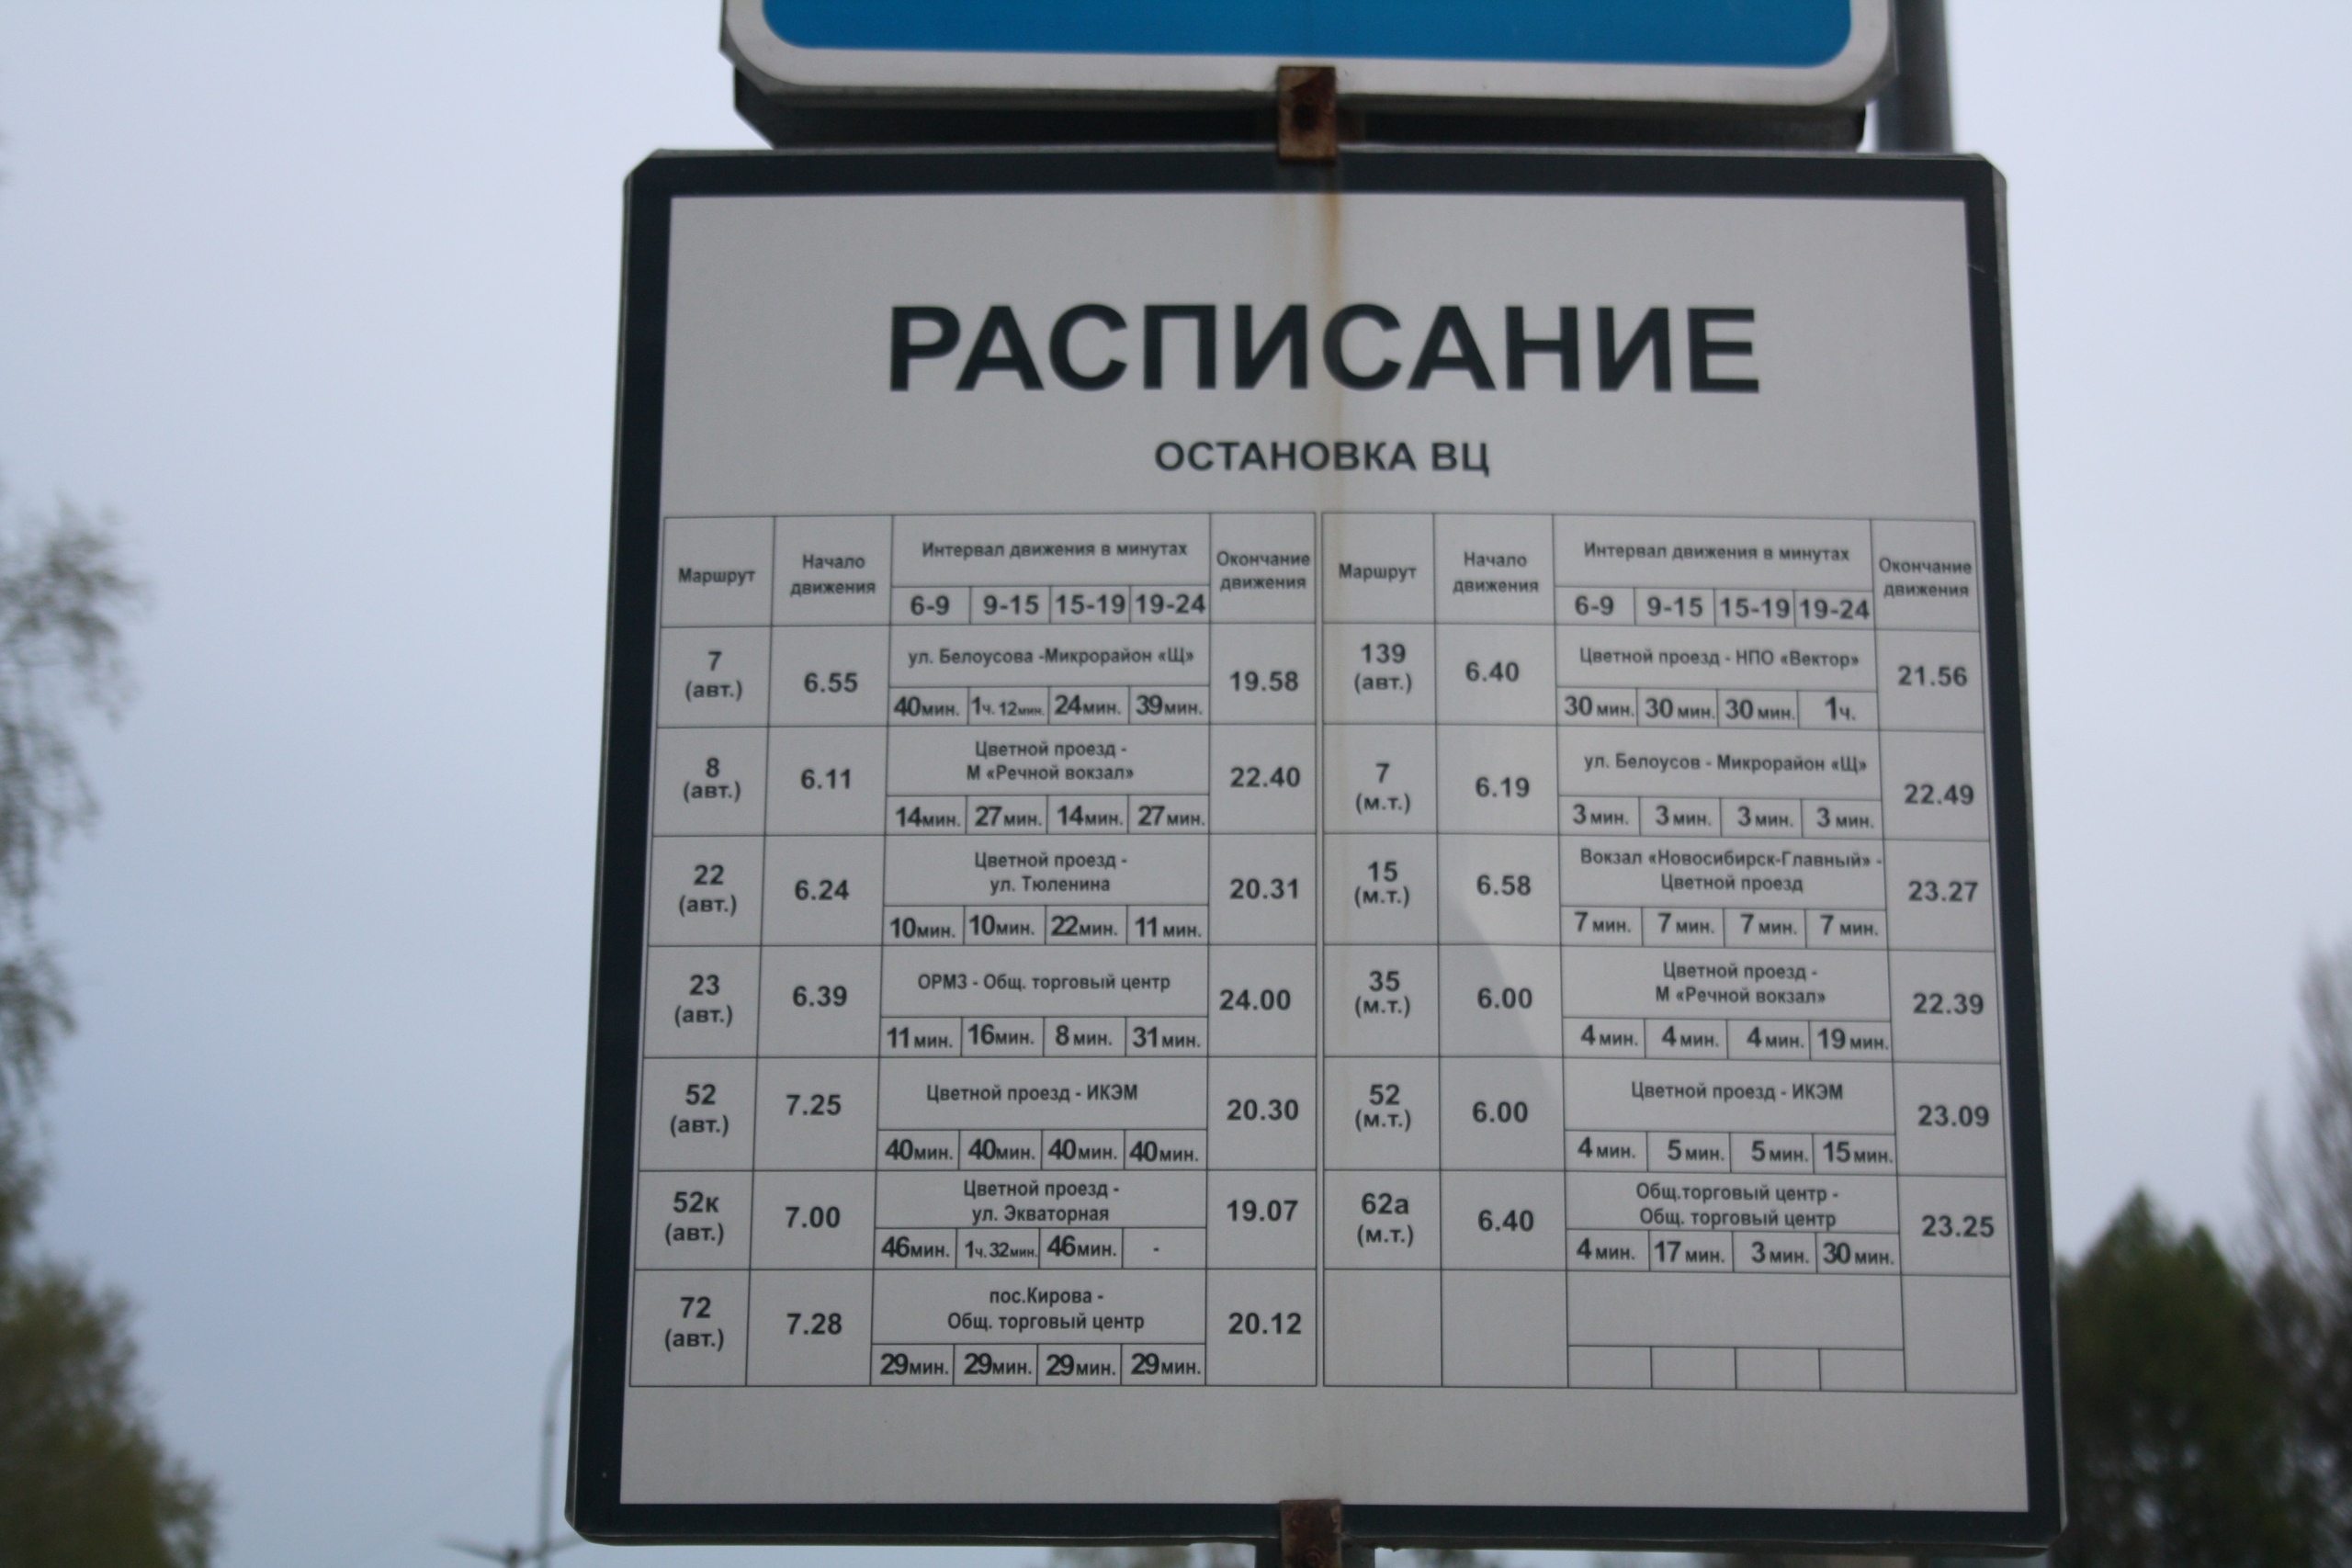 РАСПИСАНИЕ
ОСТАНОВКА ВЦ
Маршрут
Начало
движения
Интервал движения в минутах
6-9 9-15 15-19 19-24
Окончание
движения
7
(авт.)
6.55
ул. Белоусова -Микрорайон «Щ»
40мин. 1ч. 12мин. 24мин. 39мин.
19.58
8
(авт.)
6.11
Цветной проезд -
М «Речной вокзал»
14мин. 27мин. 14мин. 27мин.
22.40
22
(авт.)
6.24
Цветной проезд -
ул. Тюленина
10мин. 10мин. 22мин. 11мин.
20.31
23
(авт.)
6.39
ОРМЗ - Общ. торговый центр
11мин. 16мин. 8мин. 31мин.
24.00
52
(авт.)
7.25
Цветной проезд - ИКЭМ
40мин. 40мин. 40мин. 40мин.
20.30
52к
(авт.)
7.00
Цветной проезд -
ул. Экваторная
46мин. 1ч. 32мин. 46мин. -
19.07
72
(авт.)
7.28
пос.Кирова -
Общ. торговый центр
29мин. 29мин. 29мин. 29мин.
20.12
Маршрут
Начало
движения
Интервал движения в минутах
6-9 9-15 15-19 19-24
Окончание
движения
139
(авт.)
6.40
Цветной проезд - НПО «Вектор»
30 мин. 30 мин. 30 мин. 1ч.
21.56
7
(м.т.)
6.19
ул. Белоусов - Микрорайон «Щ»
3 мин. 3 мин. 3 мин. 3 мин.
22.49
15
(м.т.)
6.58
Вокзал «Новосибирск-Главный» -
Цветной проезд
7 мин. 7 мин. 7 мин. 7 мин.
23.27
35
(м.т.)
6.00
Цветной проезд -
М «Речной вокзал»
4 мин. 4 мин. 4 мин. 19 мин.
22.39
52
(м.т.)
6.00
Цветной проезд - ИКЭМ
4 мин. 5 мин. 5 мин. 15 мин.
23.09
62а
(м.т.)
6.40
Общ.торговый центр -
Общ. торговый центр
4 мин. 17 мин. 3 мин. 30 мин.
23.25